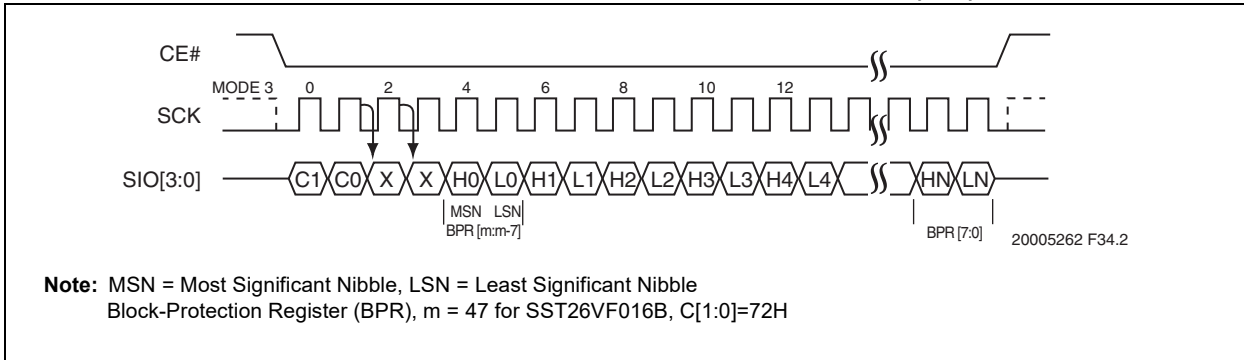 CE#
MODE 3 0 2 4 6 8 10 12
SCK
SIO[3:0] C1 C0 X X H0 L0 H1 L1 H2 L2 H3 L3 H4 L4 HN LN
MSN LSN
BPR [m:m-7] BPR [7:0] 20005262 F34.2
Note: MSN = Most Significant Nibble, LSN = Least Significant Nibble
Block-Protection Register (BPR), m = 47 for SST26VF016B, C[1:0]=72H